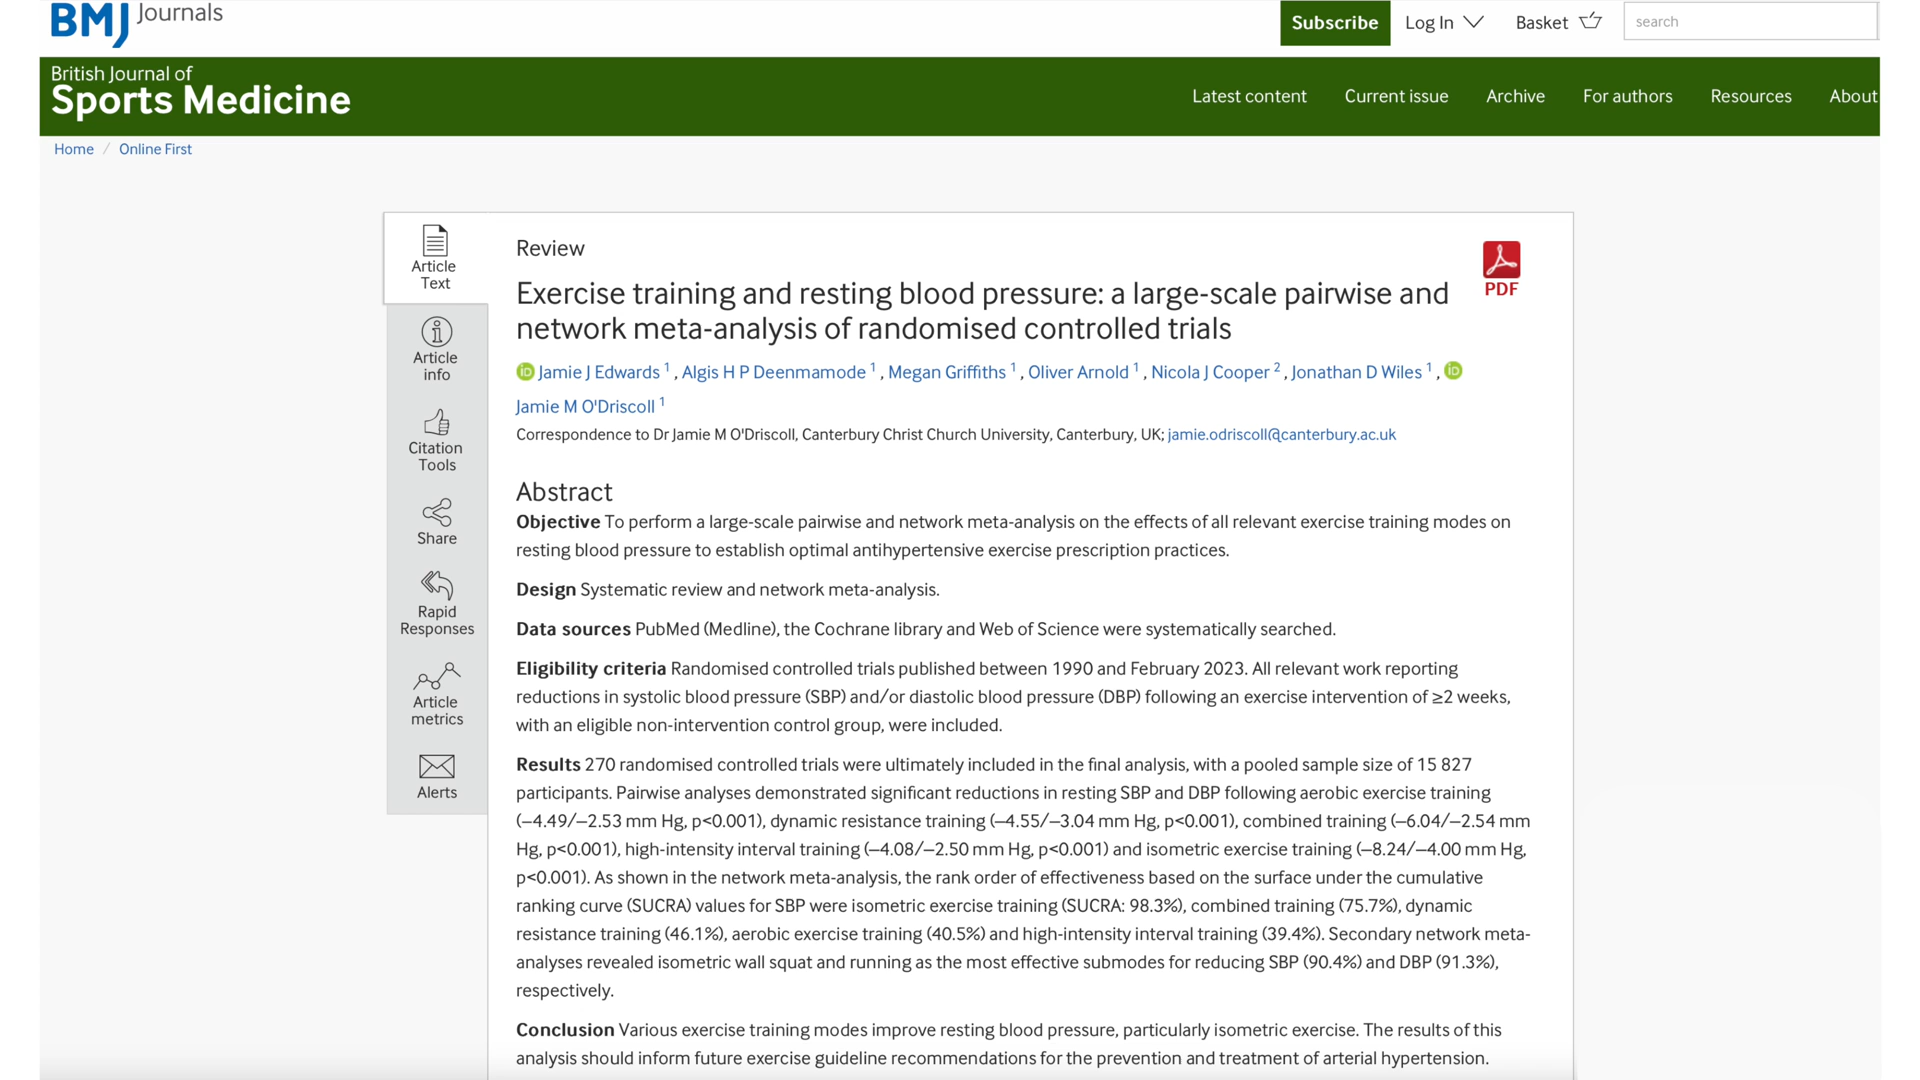 BMJ Journals
Subscribe Log In Basket search
British Journal of
Sports Medicine
Latest content Current issue Archive For authors Resources About
Home / Online First
Article
Text
Article
info
Citation
Tools
Share
Rapid
Responses
Article
metrics
Alerts
Review
PDF
Exercise training and resting blood pressure: a large-scale pairwise and
network meta-analysis of randomised controlled trials
iD Jamie J Edwards 1 , Algis H P Deenmamode 1 , Megan Griffiths 1 , Oliver Arnold 1 , Nicola J Cooper 2 , Jonathan D Wiles 1 , iD
Jamie M O'Driscoll 1
Correspondence to Dr Jamie M O'Driscoll, Canterbury Christ Church University, Canterbury, UK; jamie.odriscoll@canterbury.ac.uk
Abstract
Objective To perform a large-scale pairwise and network meta-analysis on the effects of all relevant exercise training modes on
resting blood pressure to establish optimal antihypertensive exercise prescription practices.
Design Systematic review and network meta-analysis.
Data sources PubMed (Medline), the Cochrane library and Web of Science were systematically searched.
Eligibility criteria Randomised controlled trials published between 1990 and February 2023. All relevant work reporting
reductions in systolic blood pressure (SBP) and/or diastolic blood pressure (DBP) following an exercise intervention of ≥2 weeks,
with an eligible non-intervention control group, were included.
Results 270 randomised controlled trials were ultimately included in the final analysis, with a pooled sample size of 15 827
participants. Pairwise analyses demonstrated significant reductions in resting SBP and DBP following aerobic exercise training
(–4.49/–2.53 mm Hg, p<0.001), dynamic resistance training (–4.55/–3.04 mm Hg, p<0.001), combined training (–6.04/–2.54 mm
Hg, p<0.001), high-intensity interval training (–4.08/–2.50 mm Hg, p<0.001) and isometric exercise training (–8.24/–4.00 mm Hg,
p<0.001). As shown in the network meta-analysis, the rank order of effectiveness based on the surface under the cumulative
ranking curve (SUCRA) values for SBP were isometric exercise training (SUCRA: 98.3%), combined training (75.7%), dynamic
resistance training (46.1%), aerobic exercise training (40.5%) and high-intensity interval training (39.4%). Secondary network meta-
analyses revealed isometric wall squat and running as the most effective submodes for reducing SBP (90.4%) and DBP (91.3%),
respectively.
Conclusion Various exercise training modes improve resting blood pressure, particularly isometric exercise. The results of this
analysis should inform future exercise guideline recommendations for the prevention and treatment of arterial hypertension.